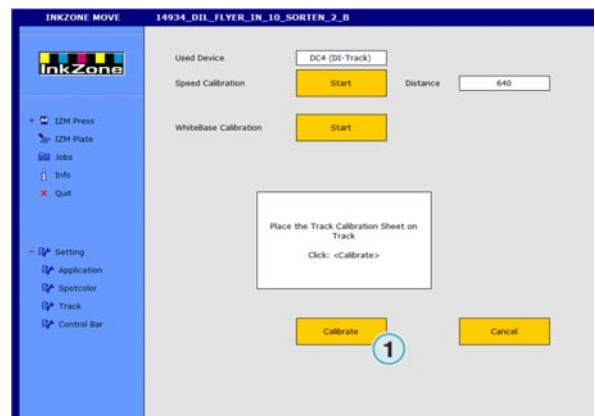 INKZONE MOVE
14934_DIL_FLYER_IN_10_SORTEN_2_B
InkZone
IZM Press
IZM Plate
Jobs
Info
Quit
Setting
Application
Spotcolor
Track
Control Bar
Used Device
DC4 (DI-Track)
Speed Calibration
Start
Distance
640
WhiteBase Calibration
Start
Place the Track Calibration Sheet on
Track
Click: <Calibrate>
Calibrate
1
Cancel